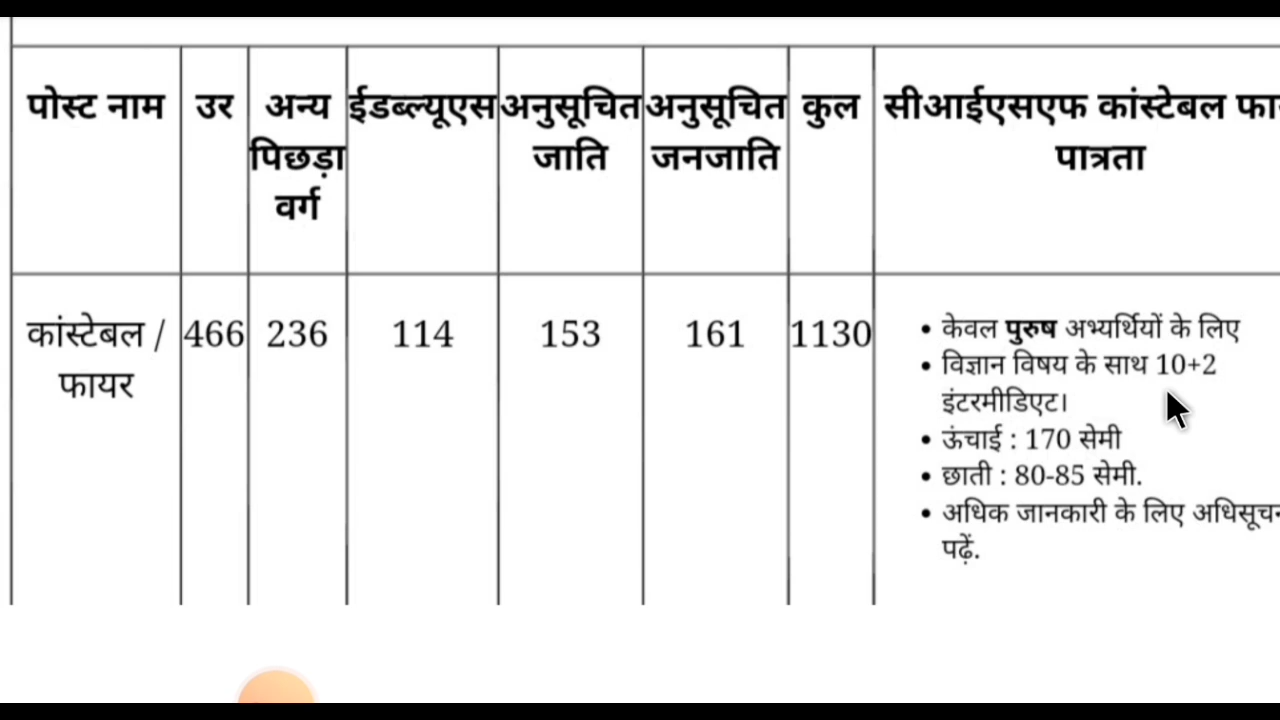 पोस्ट नाम उर अन्य ईडब्ल्यूएस अनुसूचित अनुसूचित कुल सीआईएसएफ कांस्टेबल
पिछड़ा जाति जनजाति पात्रता
वर्ग
कांस्टेबल / 466 236 114 153 161 1130
फायर
• केवल पुरुष अभ्यर्थियों के लिए
• विज्ञान विषय के साथ 10+2
इंटरमीडिएट।
• ऊंचाई : 170 सेमी
• छाती : 80-85 सेमी.
• अधिक जानकारी के लिए
पढ़ें.